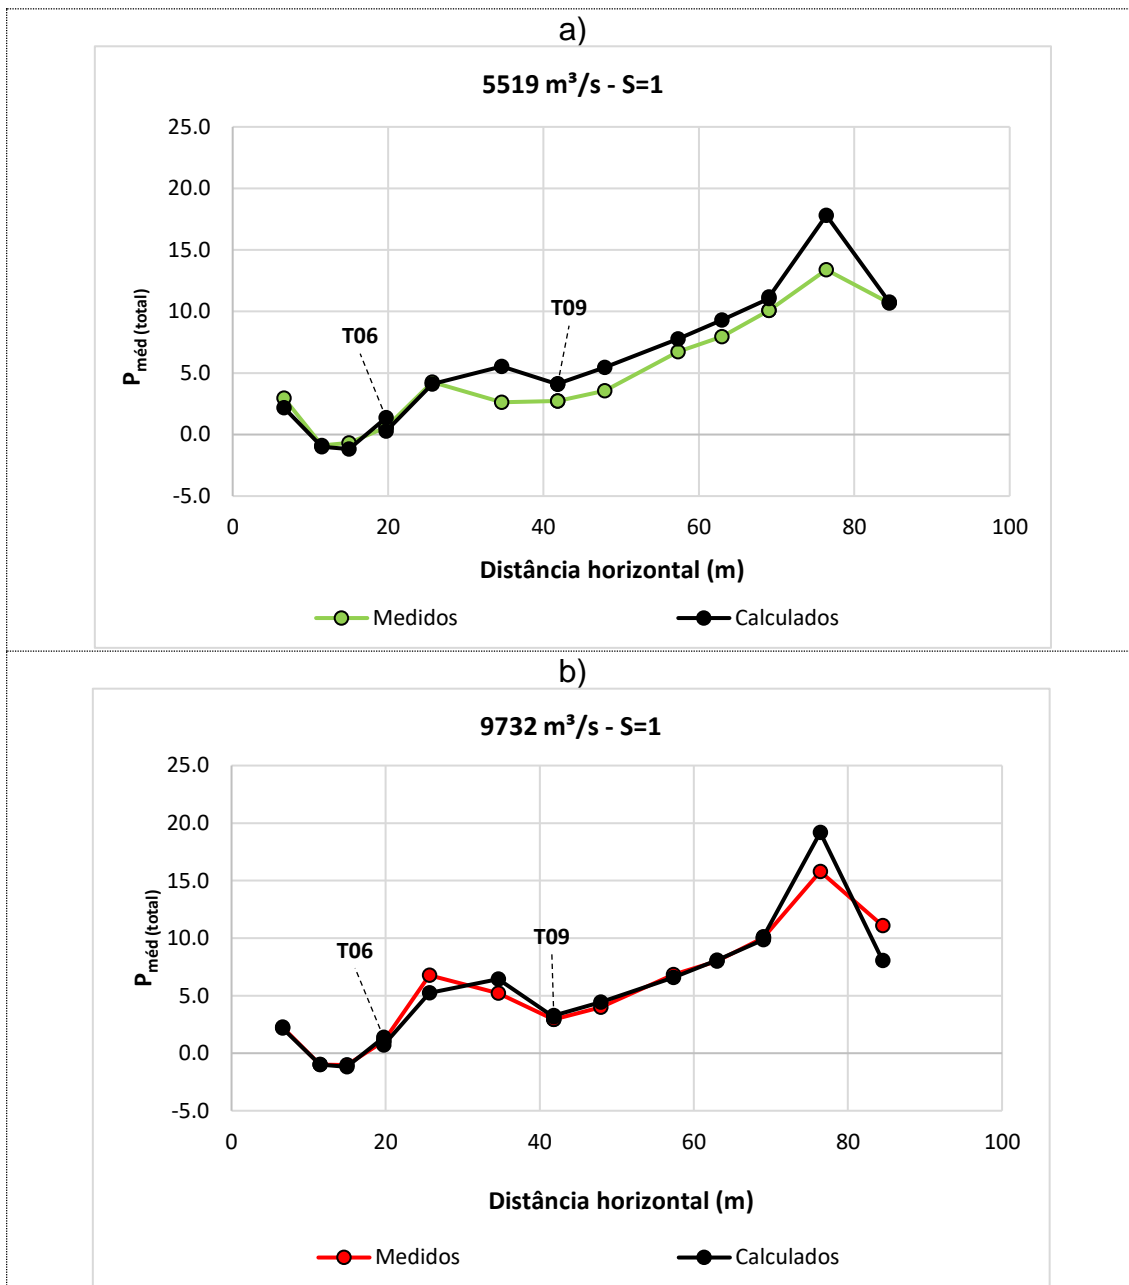 a)
5519 m³/s - S=1
25.0
20.0
15.0
10.0
5.0
0.0
-5.0
P méd (total)
T06
T09
0 20 40 60 80 100
Distância horizontal (m)
Medidos Calculados
b)
9732 m³/s - S=1
25.0
20.0
15.0
10.0
5.0
0.0
-5.0
P méd (total)
T06
T09
0 20 40 60 80 100
Distância horizontal (m)
Medidos Calculados